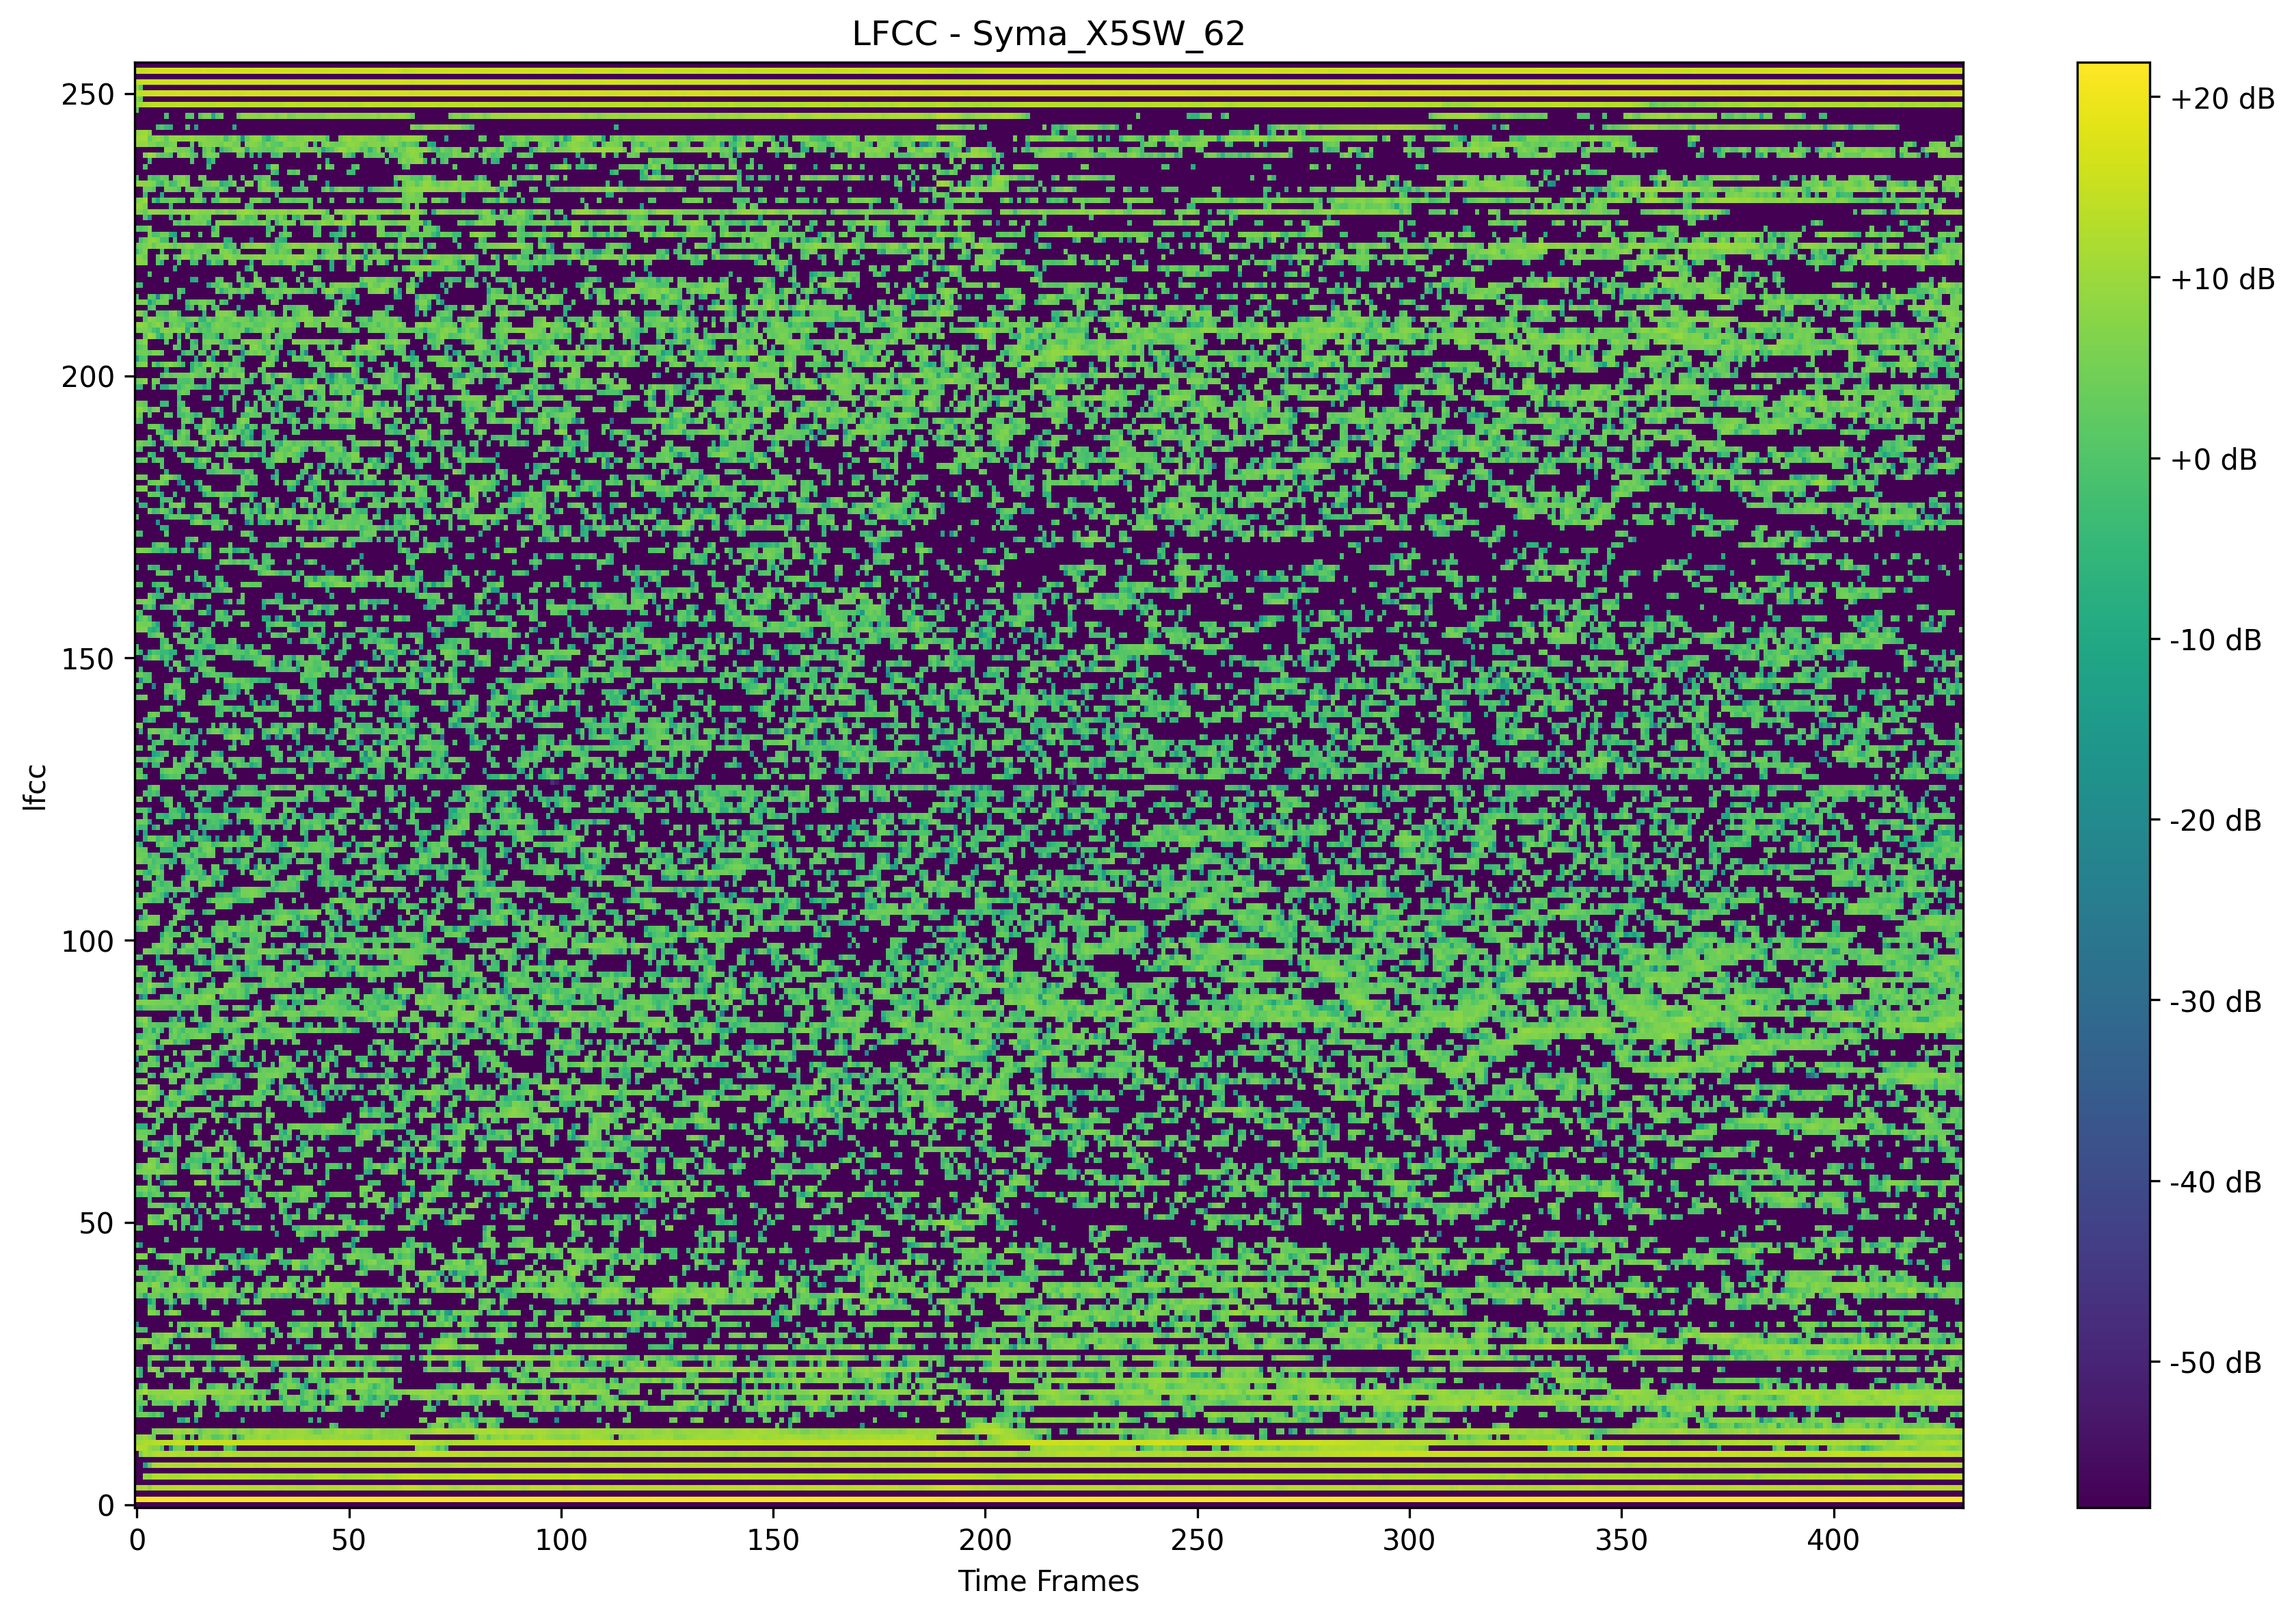 LFCC - Syma_X5SW_62
lfcc
250
200
150
100
50
0
0 50 100 150 200 250 300 350 400
Time Frames
+20 dB
+10 dB
+0 dB
-10 dB
-20 dB
-30 dB
-40 dB
-50 dB